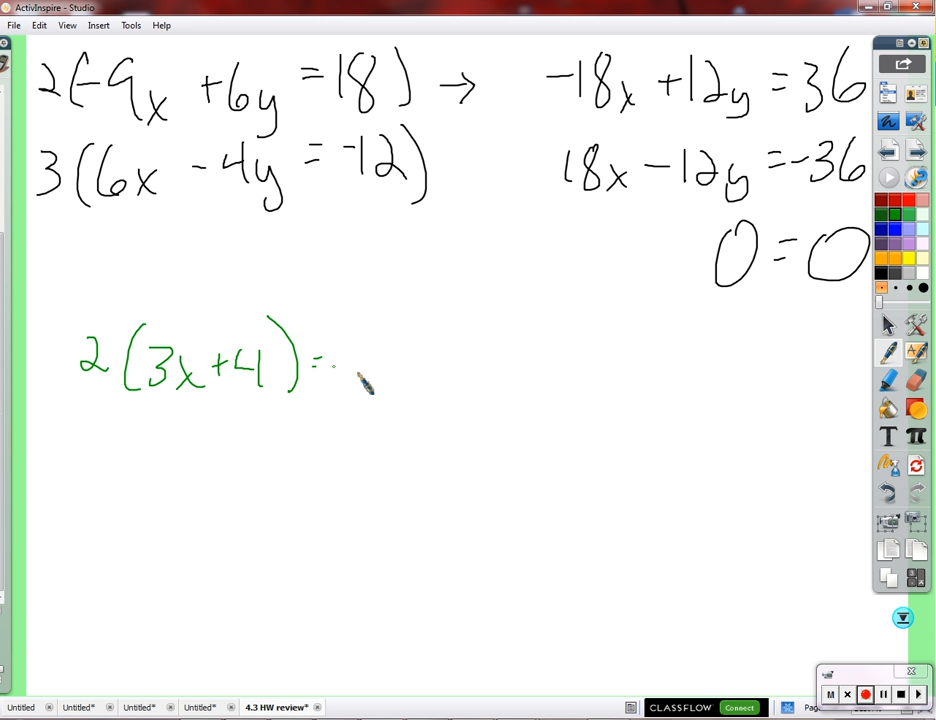 ActivInspire - Studio
File Edit View Insert Tools Help
2(-9x +6y =18) → -18x +12y = 36
3(6x - 4y = -12) 18x - 12y = -36
0 = 0
2(3x+4) =
T π
M
Untitled Untitled* Untitled* Untitled* 4.3 HW review* CLASSFLOW Connect